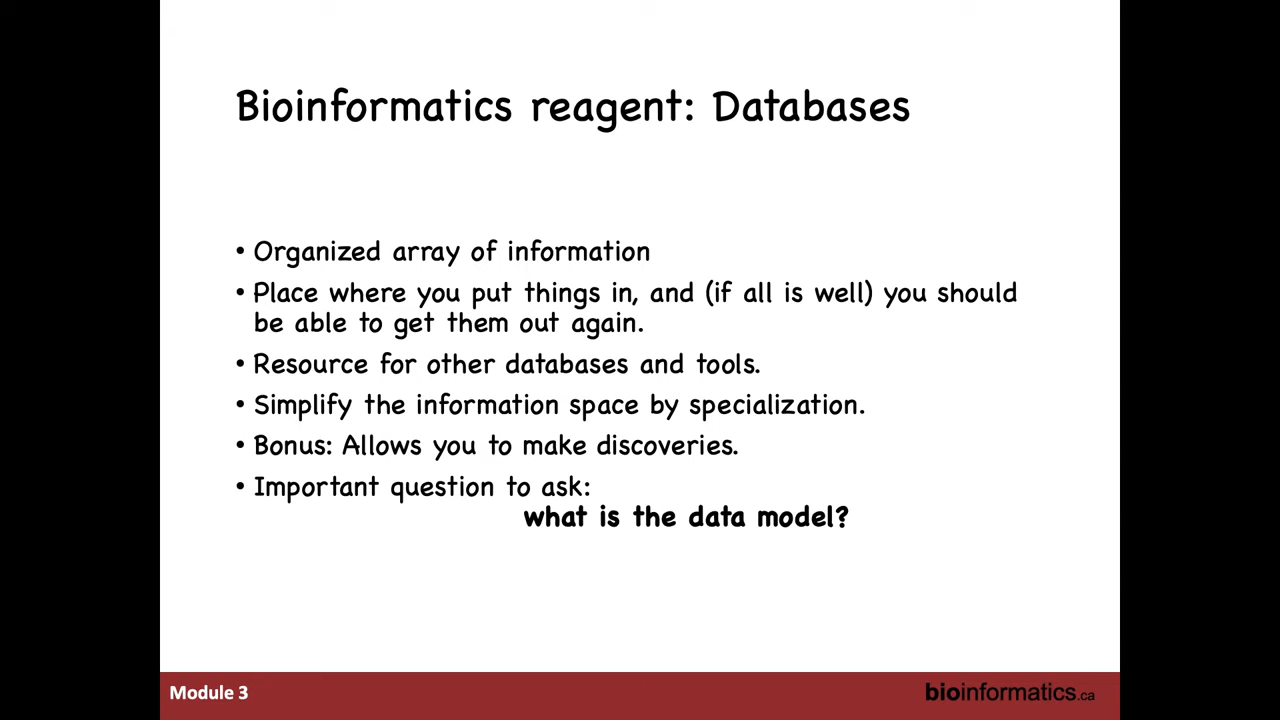 Bioinformatics reagent: Databases
• Organized array of information
• Place where you put things in, and (if all is well) you should
be able to get them out again.
• Resource for other databases and tools.
• Simplify the information space by specialization.
• Bonus: Allows you to make discoveries.
• Important question to ask:
what is the data model?
Module 3
bioinformatics.ca